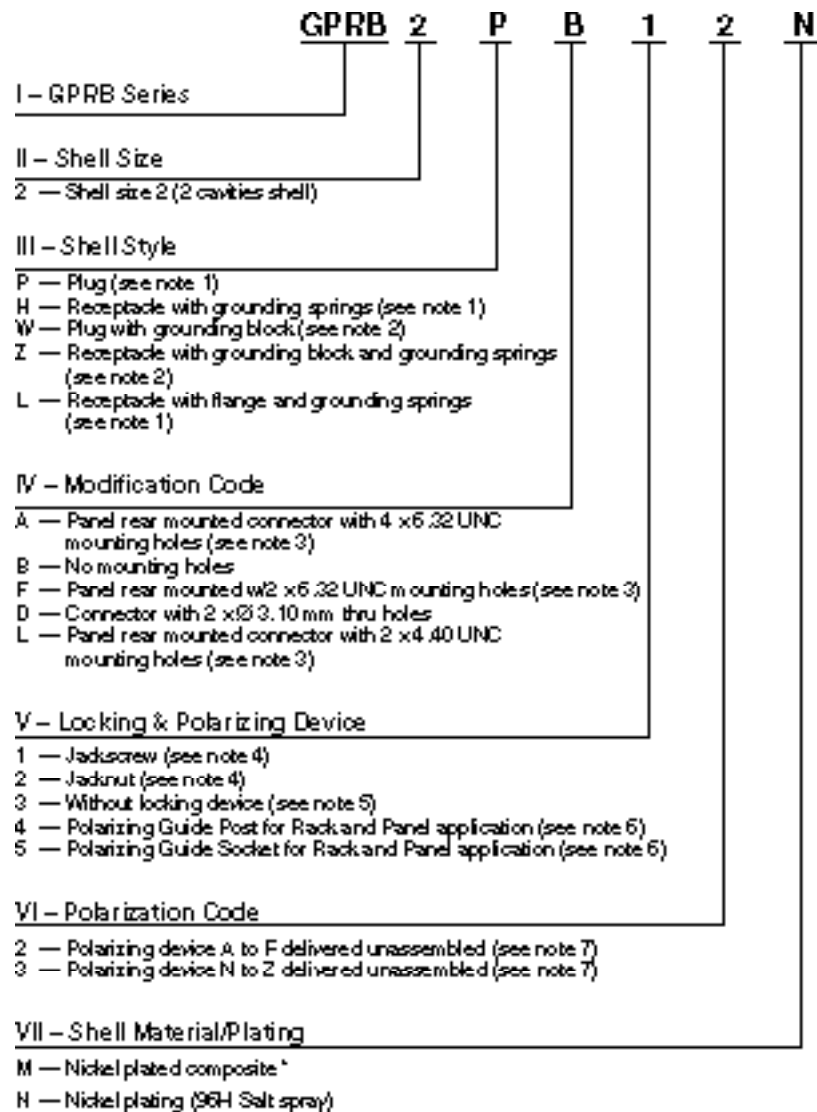 GPRB 2 P B 1 2 N
I – GPRB Series
II – Shell Size
2 — Shell size 2 (2 cavities shell)
III – Shell Style
P — Plug (see note 1)
H — Receptacle with grounding springs (see note 1)
W — Plug with grounding block (see note 2)
Z — Receptacle with grounding block and grounding springs
(see note 2)
L — Receptacle with flange and grounding springs
(see note 1)
IV – Modification Code
A — Panel rear mounted connector with 4 x 6.32 UNC
mounting holes (see note 3)
B — No mounting holes
F — Panel rear mounted w/2 x 6.32 UNC mounting holes (see note 3)
D — Connector with 2 x Ø 3.10 mm thru holes
L — Panel rear mounted connector with 2 x 4.40 UNC
mounting holes (see note 3)
V – Locking & Polarizing Device
1 — Jackscrew (see note 4)
2 — Jacknut (see note 4)
3 — Without locking device (see note 5)
4 — Polarizing Guide Post for Rack and Panel application (see note 6)
5 — Polarizing Guide Socket for Rack and Panel application (see note 6)
VI – Polarization Code
2 — Polarizing device A to F delivered unassembled (see note 7)
3 — Polarizing device N to Z delivered unassembled (see note 7)
VII – Shell Material/Plating
M — Nickel plated composite*
N — Nickel plating (96H Salt spray)